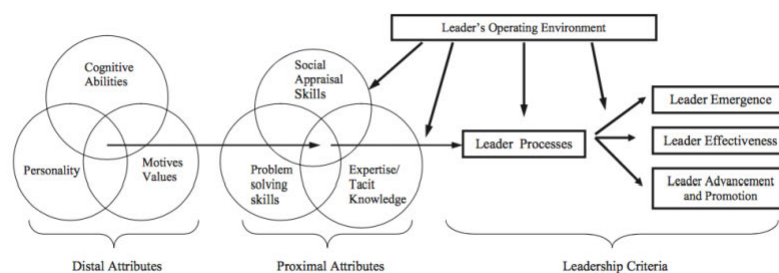 Leader's Operating Environment
Cognitive
Abilities
Personality
Motives
Values
Social
Appraisal
Skills
Problem
solving
skills
Expertise/
Tacit
Knowledge
Leader Processes
Leader Emergence
Leader Effectiveness
Leader Advancement
and Promotion
Distal Attributes
Proximal Attributes
Leadership Criteria